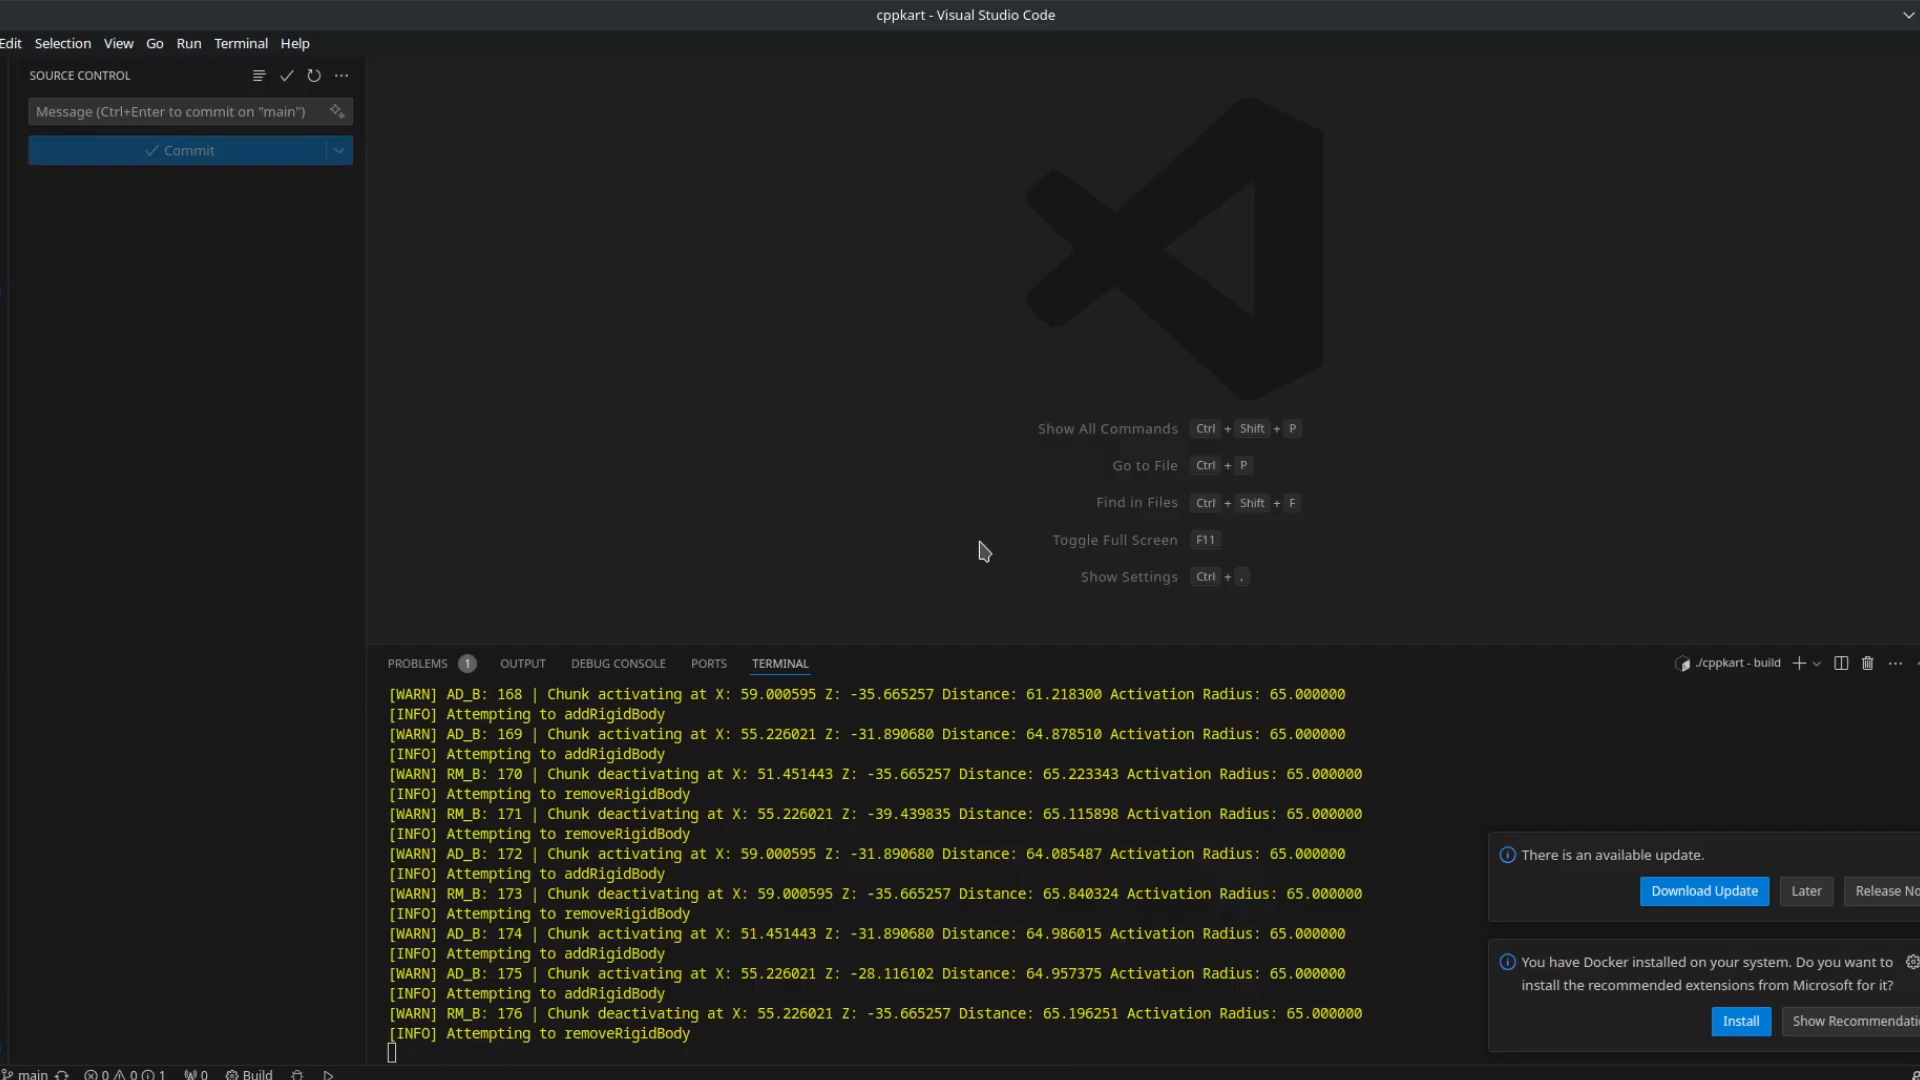 cppkart - Visual Studio Code
Edit Selection View Go Run Terminal Help
SOURCE CONTROL
Message (Ctrl+Enter to commit on "main")
Commit
Show All Commands Ctrl + Shift + P
Go to File Ctrl + P
Find in Files Ctrl + Shift + F
Toggle Full Screen F11
Show Settings Ctrl + ,
PROBLEMS 1 OUTPUT DEBUG CONSOLE PORTS TERMINAL
./cppkart - build
[WARN] AD_B: 168 | Chunk activating at X: 59.000595 Z: -35.665257 Distance: 61.218300 Activation Radius: 65.000000
[INFO] Attempting to addRigidBody
[WARN] AD_B: 169 | Chunk activating at X: 55.226021 Z: -31.890680 Distance: 64.878510 Activation Radius: 65.000000
[INFO] Attempting to addRigidBody
[WARN] RM_B: 170 | Chunk deactivating at X: 51.451443 Z: -35.665257 Distance: 65.223343 Activation Radius: 65.000000
[INFO] Attempting to removeRigidBody
[WARN] RM_B: 171 | Chunk deactivating at X: 55.226021 Z: -39.439835 Distance: 65.115898 Activation Radius: 65.000000
[INFO] Attempting to removeRigidBody
[WARN] AD_B: 172 | Chunk activating at X: 59.000595 Z: -31.890680 Distance: 64.085487 Activation Radius: 65.000000
[INFO] Attempting to addRigidBody
[WARN] RM_B: 173 | Chunk deactivating at X: 59.000595 Z: -35.665257 Distance: 65.840324 Activation Radius: 65.000000
[INFO] Attempting to removeRigidBody
[WARN] AD_B: 174 | Chunk activating at X: 51.451443 Z: -31.890680 Distance: 64.986015 Activation Radius: 65.000000
[INFO] Attempting to addRigidBody
[WARN] AD_B: 175 | Chunk activating at X: 55.226021 Z: -28.116102 Distance: 64.957375 Activation Radius: 65.000000
[INFO] Attempting to addRigidBody
[WARN] RM_B: 176 | Chunk deactivating at X: 55.226021 Z: -35.665257 Distance: 65.196251 Activation Radius: 65.000000
[INFO] Attempting to removeRigidBody
There is an available update.
Download Update Later Release No
You have Docker installed on your system. Do you want to
install the recommended extensions from Microsoft for it?
Install Show Recommendati
main 0 0 1 0 Build